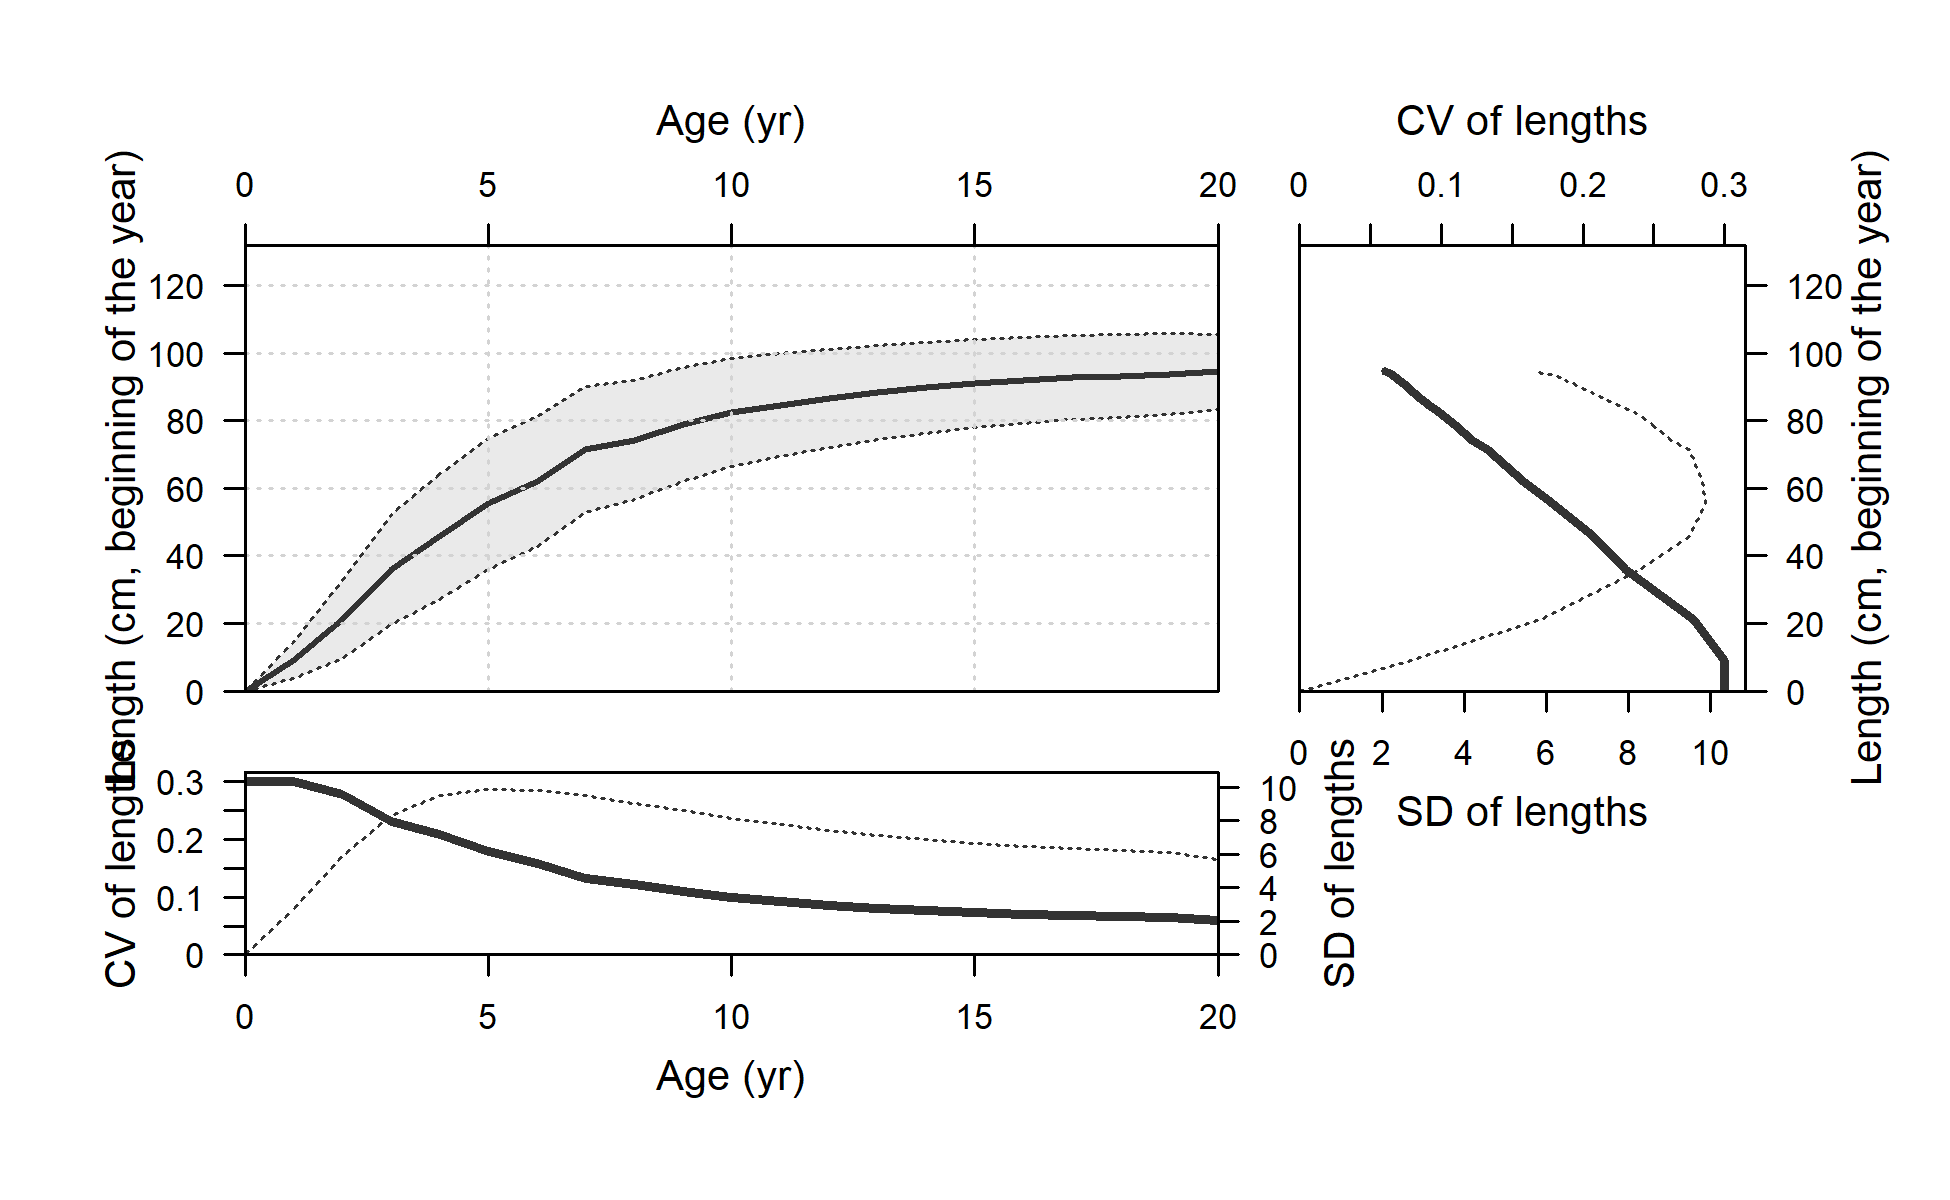 Age (yr)
CV of lengths
0 5 10 15 20
0 0.1 0.2 0.3
Length (cm, beginning of the year)
120
100
80
60
40
20
0
120
100
80
60
40
20
0
Length (cm, beginning of the year)
0 2 4 6 8 10
SD of lengths
CV of lengths
0.3
0.2
0.1
0
10
8
6
4
2
0
SD of lengths
0 5 10 15 20
Age (yr)